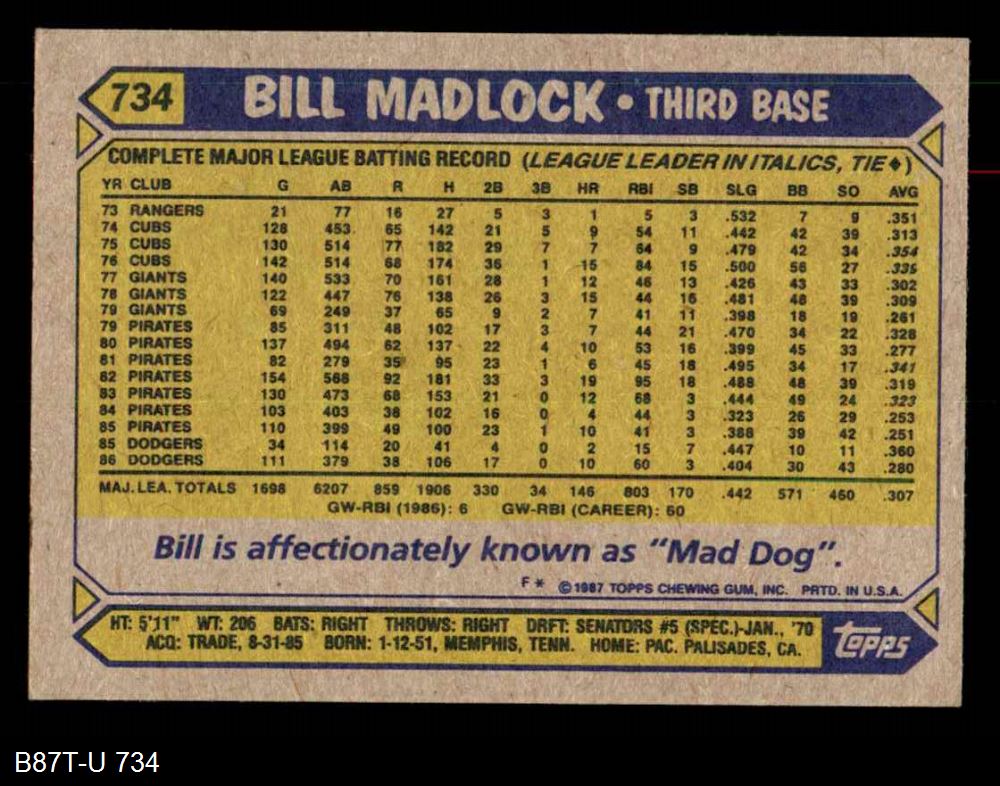 734 BILL MADLOCK • THIRD BASE
COMPLETE MAJOR LEAGUE BATTING RECORD (LEAGUE LEADER IN ITALICS, TIE♦)
YR CLUB G AB R H 2B 3B HR RBI SB SLG BB SO AVG
73 RANGERS 21 77 16 27 5 3 1 5 3 .532 7 9 .351
74 CUBS 128 453 65 142 21 5 9 54 11 .442 42 39 .313
75 CUBS 130 514 77 182 29 7 7 64 9 .479 42 34 .354
76 CUBS 142 514 68 174 36 1 15 84 15 .500 56 27 .339
77 GIANTS 140 533 70 161 28 1 12 46 13 .426 43 33 .302
78 GIANTS 122 447 76 138 26 3 15 44 16 .481 48 39 .309
79 GIANTS 69 249 37 65 9 2 7 41 11 .398 18 19 .261
79 PIRATES 85 311 48 102 17 3 7 44 21 .470 34 22 .328
80 PIRATES 137 494 62 137 22 4 10 53 16 .399 45 33 .277
81 PIRATES 82 279 35 95 23 1 6 45 18 .495 34 17 .341
82 PIRATES 154 568 92 181 33 3 19 95 18 .488 48 39 .319
83 PIRATES 130 473 68 153 21 0 12 68 3 .444 49 24 .323
84 PIRATES 103 403 38 102 16 0 4 44 3 .323 26 29 .253
85 PIRATES 110 399 49 100 23 1 10 41 3 .388 39 42 .251
85 DODGERS 34 114 20 41 4 0 2 15 7 .447 10 11 .360
86 DODGERS 111 379 38 106 17 0 10 60 3 .404 30 43 .280
MAJ. LEA. TOTALS 1698 6207 859 1906 330 34 146 803 170 .442 571 460 .307
GW-RBI (1986): 6 GW-RBI (CAREER): 60
Bill is affectionately known as "Mad Dog".
F * © 1987 TOPPS CHEWING GUM, INC. PRTD. IN U.S.A.
HT: 5'11" WT: 206 BATS: RIGHT THROWS: RIGHT DRFT: SENATORS #5 (SPEC.)-JAN., '70
ACQ: TRADE, 8-31-85 BORN: 1-12-51, MEMPHIS, TENN. HOME: PAC. PALISADES, CA.
TOPPS
B87T-U 734